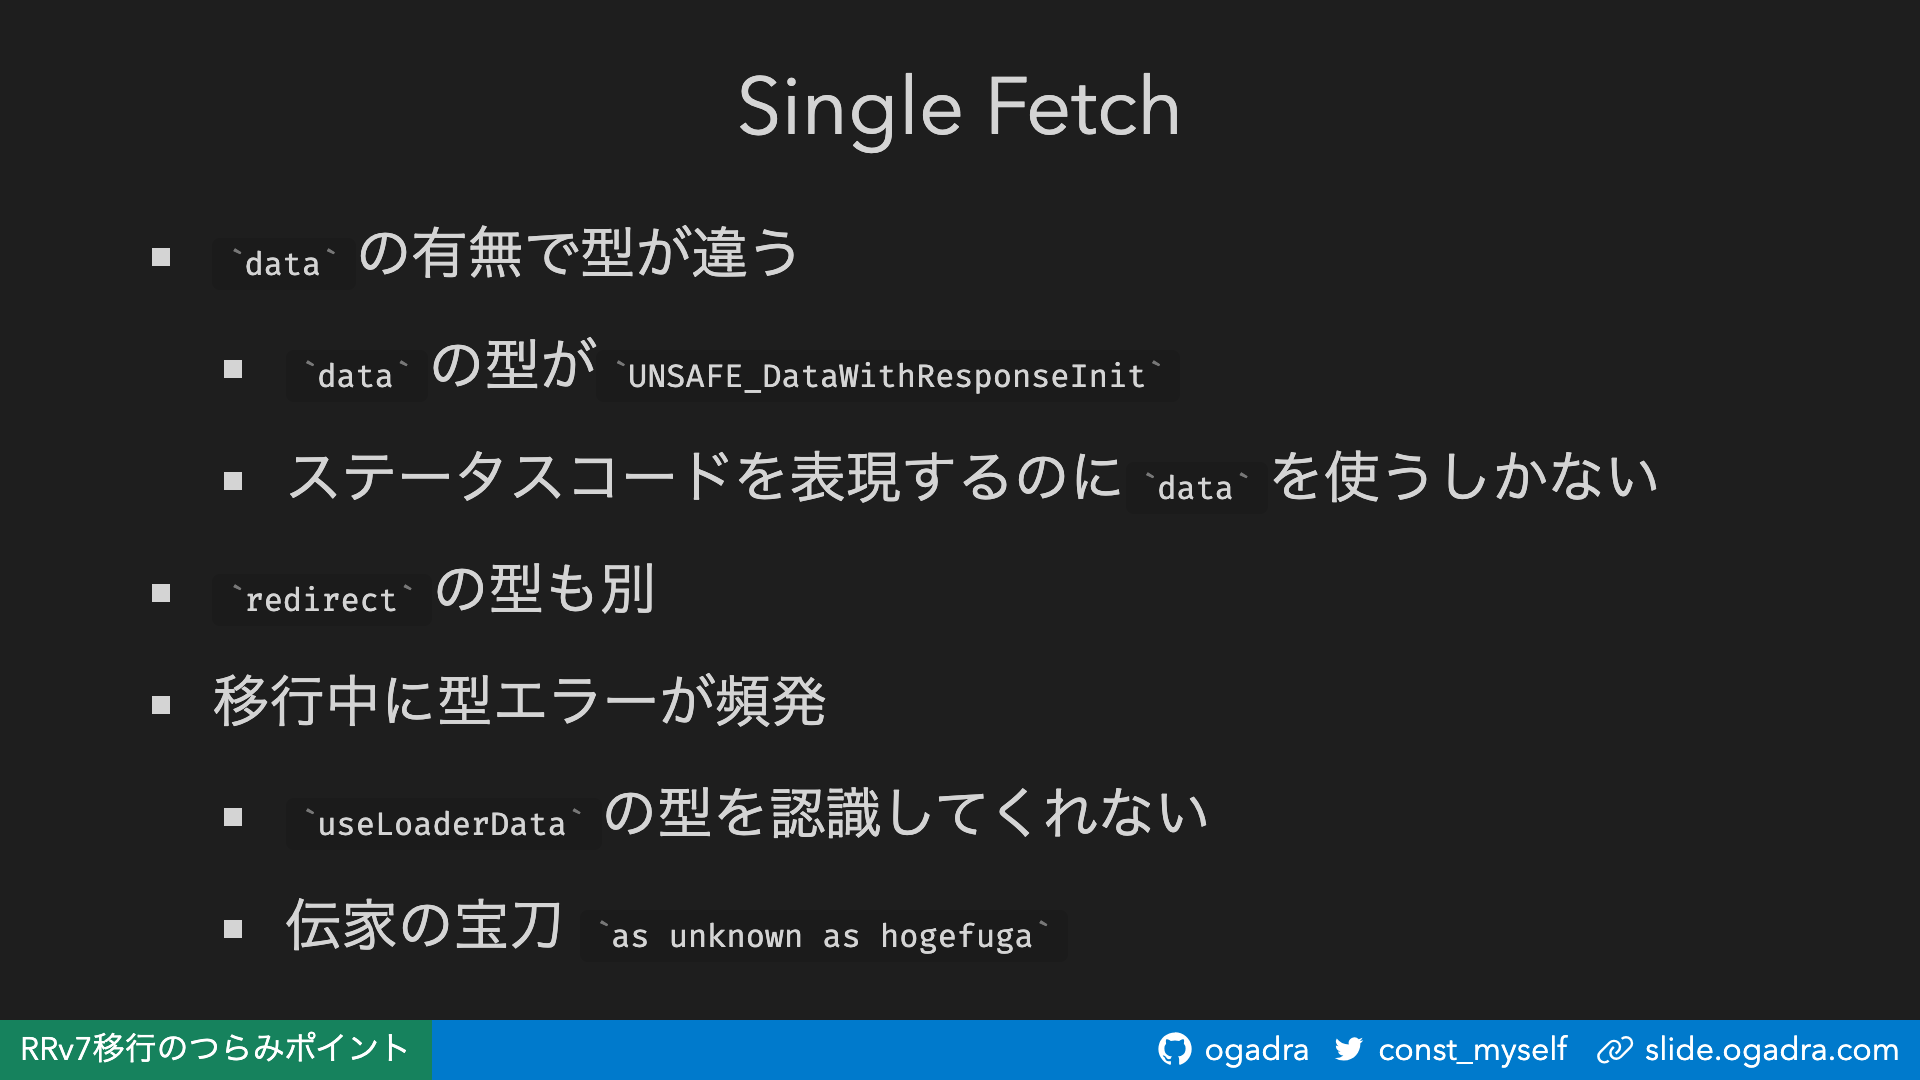 Single Fetch
`data`の有無で型が違う
`data`の型が`UNSAFE_DataWithResponseInit`
ステータスコードを表現するのに`data`を使うしかない
`redirect`の型も別
移行中に型エラーが頻発
`useLoaderData`の型を認識してくれない
伝家の宝刀 `as unknown as hogefuga`
RRv7移行のつらみポイント ogadra const_myself slide.ogadra.com